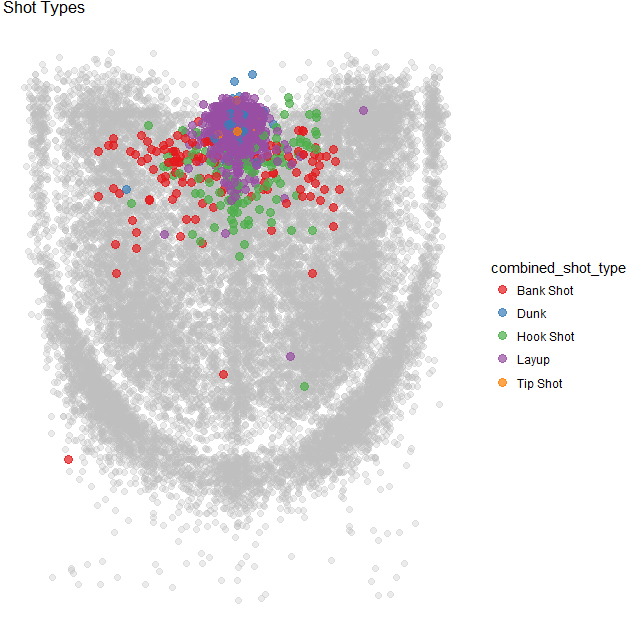 Shot Types
combined_shot_type
Bank Shot
Dunk
Hook Shot
Layup
Tip Shot